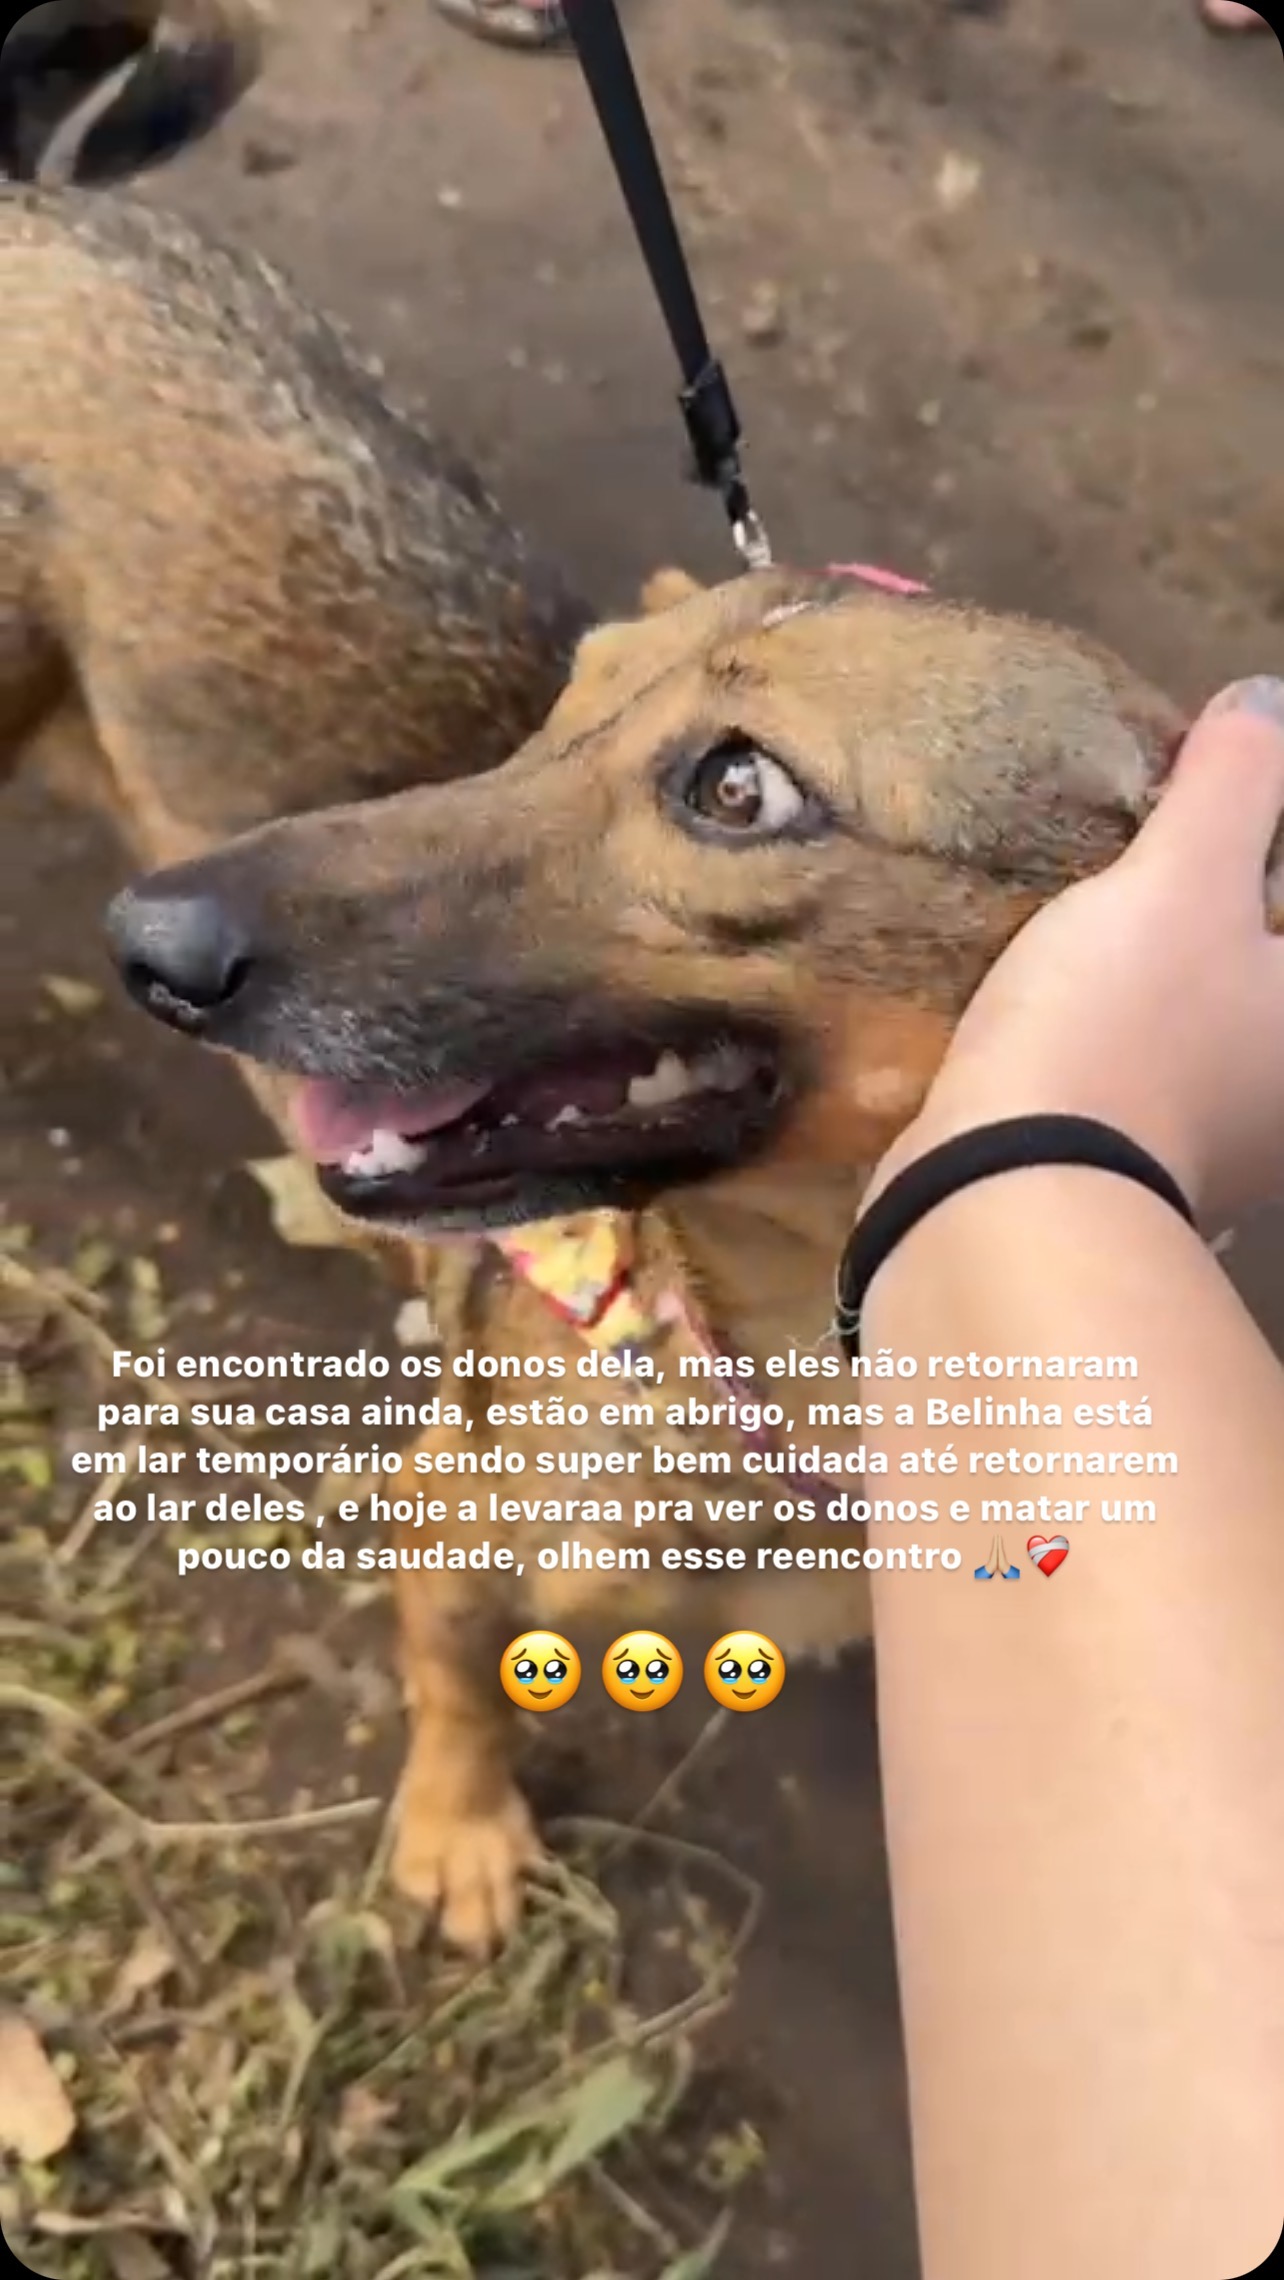 Foi encontrado os donos dela, mas eles não retornaram
para sua casa ainda, estão em abrigo, mas a Belinha está
em lar temporário sendo super bem cuidada até retornarem
ao lar deles , e hoje a levaraa pra ver os donos e matar um
pouco da saudade, olhem esse reencontro 🙏🏼❤️‍🩹
🥹 🥹 🥹